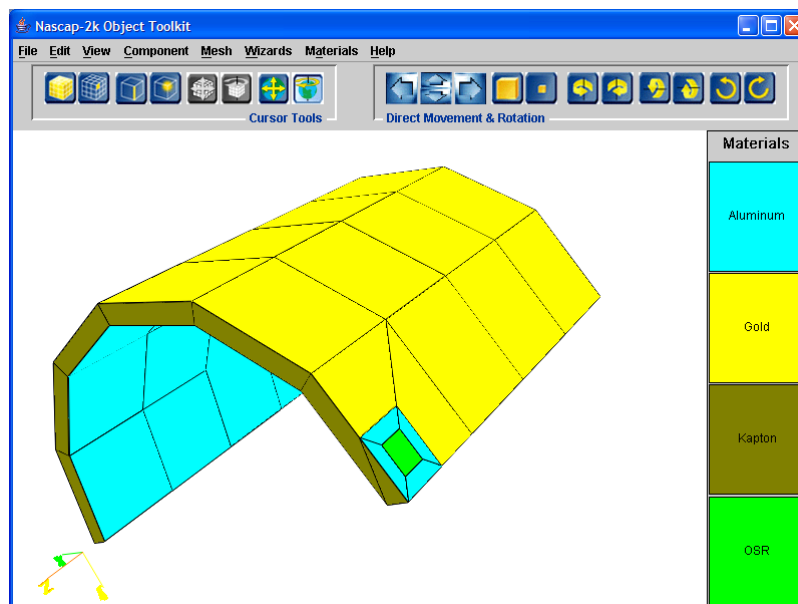 Nascap-2k Object Toolkit
File Edit View Component Mesh Wizards Materials Help
Cursor Tools
Direct Movement & Rotation
Materials
Aluminum
Gold
Kapton
OSR